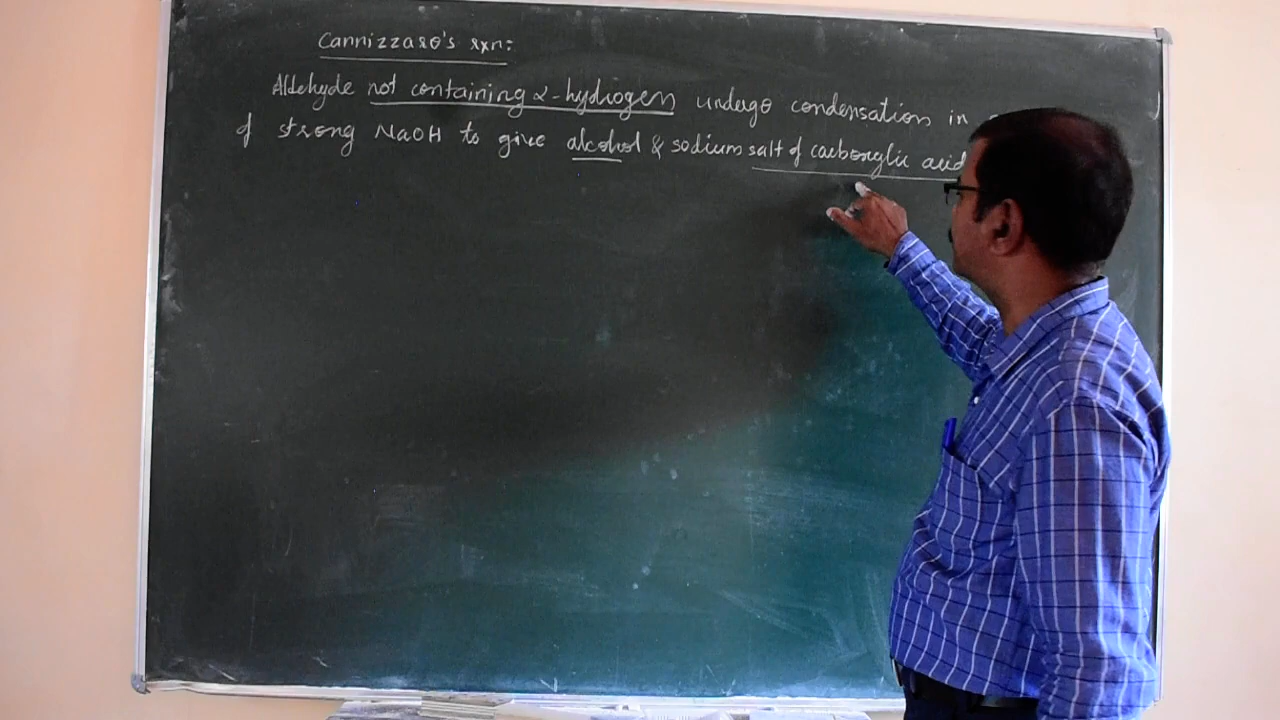 Cannizzaro's rxn:
Aldehyde not containing α-hydrogen undergo condensation in
of strong NaOH to give alcohol & sodium salt of carboxylic acid